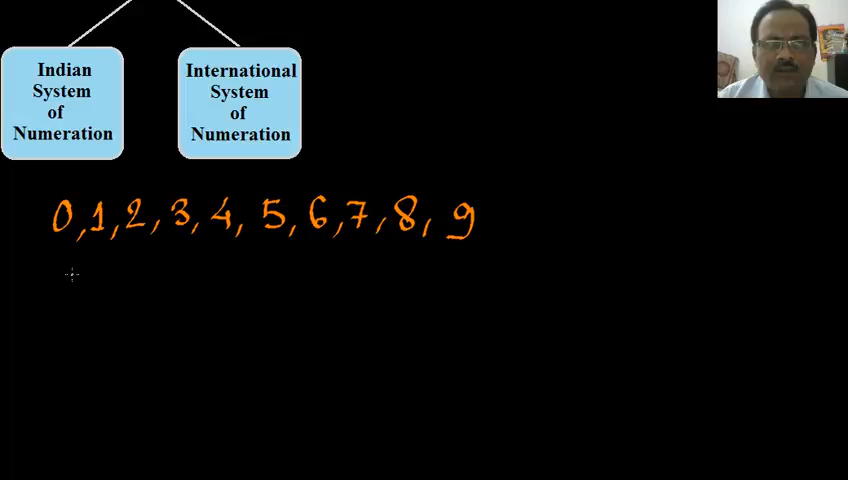 Indian
System
of
Numeration
International
System
of
Numeration
0, 1, 2, 3, 4, 5, 6, 7, 8, 9